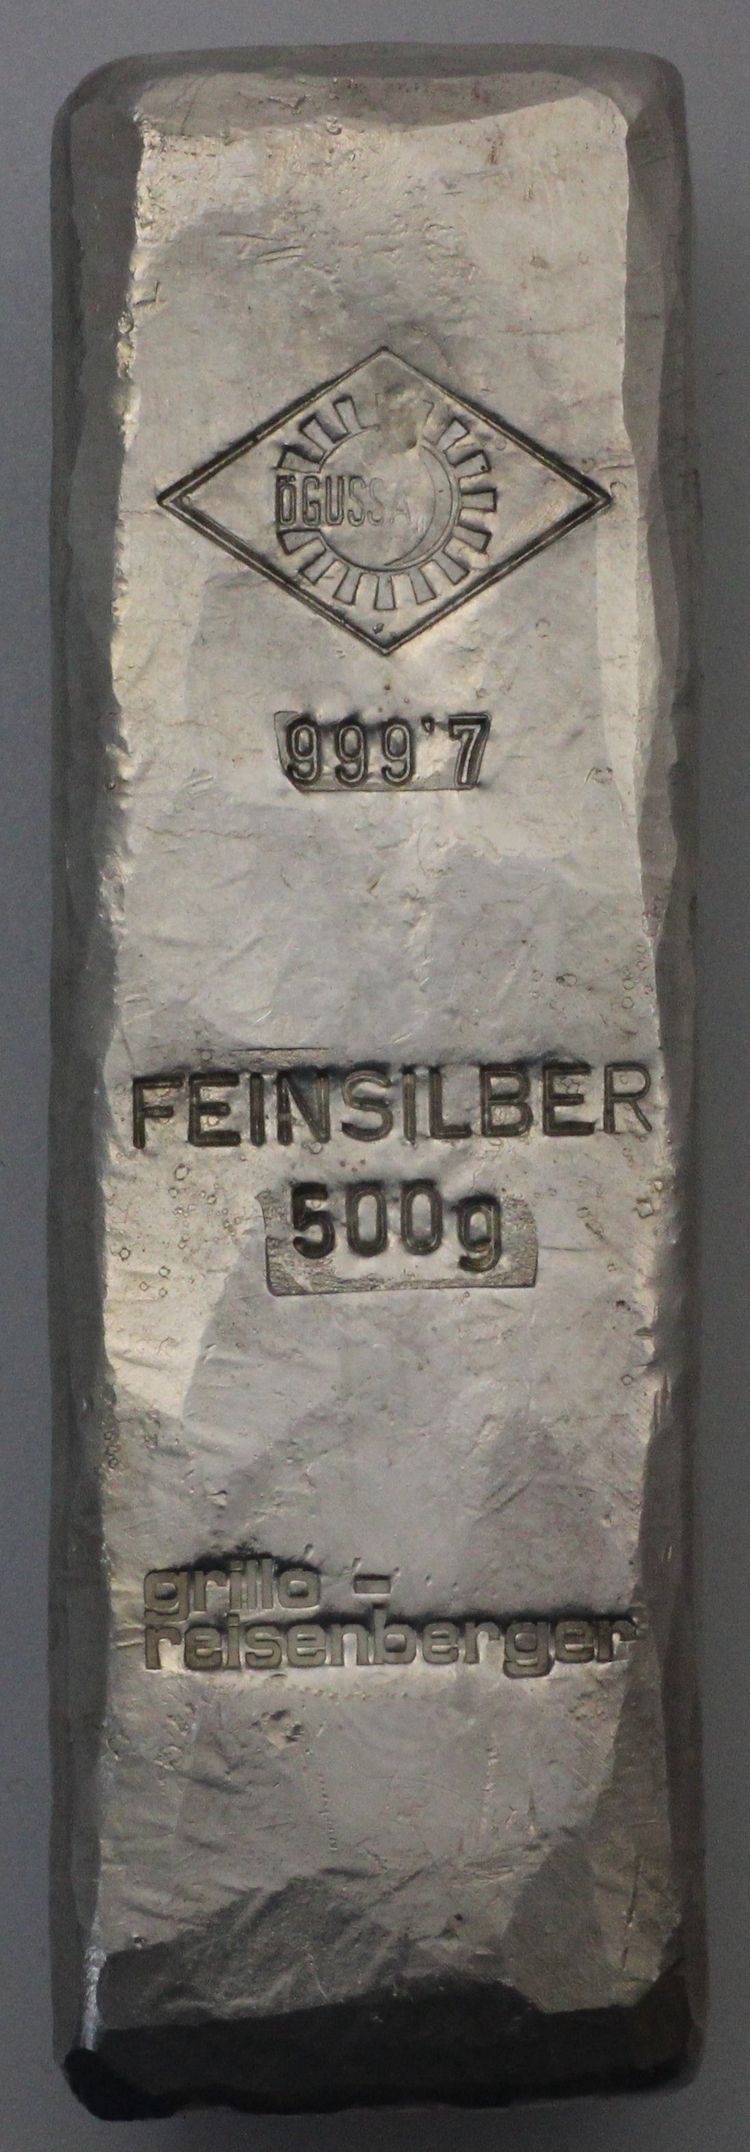 ÖGUSSA
999'7
FEINSILBER
500g
grillo -
reisenberger